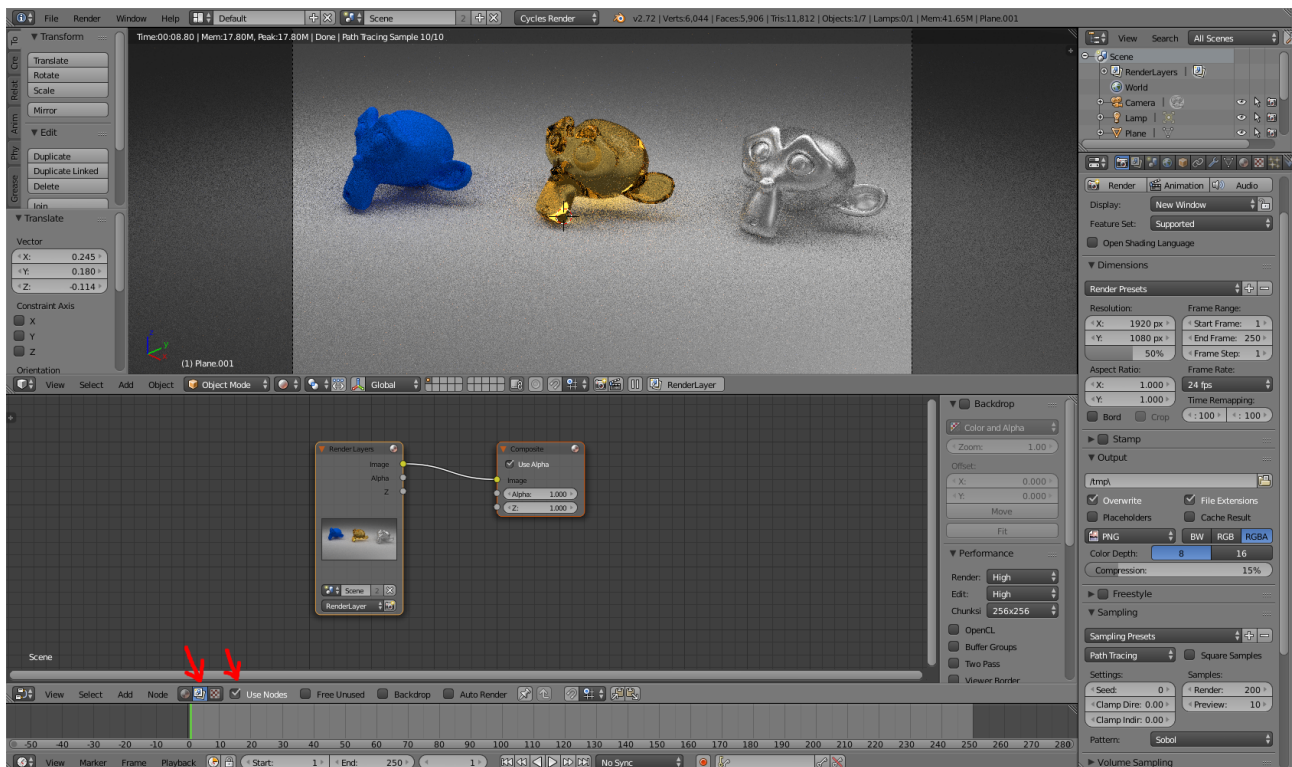 File Render Window Help Default Scene 2 Cycles Render v2.72 | Verts:6,044 | Faces:5,906 | Tris:11,812 | Objects:1/7 | Lamps:0/1 | Mem:41.65M | Plane.001
Time:00:08.80 | Mem:17.80M, Peak:17.80M | Done | Path Tracing Sample 10/10
To
Cre
Relat
Anim
Phy
Grease
Transform
Translate
Rotate
Scale
Mirror
Edit
Duplicate
Duplicate Linked
Delete
Join
Translate
Vector
X: 0.245
Y: 0.180
Z: -0.114
Constraint Axis
X
Y
Z
Orientation
z
y
x
(1) Plane.001
View Select Add Object Object Mode Global RenderLayer
Render Layers
Image
Alpha
Z
Scene 2
RenderLayer
Composite
Use Alpha
Image
Alpha: 1.000
Z: 1.000
Scene
Backdrop
Color and Alpha
Zoom: 1.00
Offset:
X: 0.000
Y: 0.000
Move
Fit
Performance
Render: High
Edit: High
Chunksi 256x256
OpenCL
Buffer Groups
Two Pass
Viewer Border
View Select Add Node Use Nodes Free Unused Backdrop Auto Render
-50 -40 -30 -20 -10 0 10 20 30 40 50 60 70 80 90 100 110 120 130 140 150 160 170 180 190 200 210 220 230 240 250 260 270 280
View Marker Frame Playback Start: 1 End: 250 1 No Sync
View Search All Scenes
Scene
RenderLayers |
World
Camera |
Lamp |
Plane |
Render Animation Audio
Display: New Window
Feature Set: Supported
Open Shading Language
Dimensions
Render Presets
Resolution: Frame Range:
X: 1920 px Start Frame: 1
Y: 1080 px End Frame: 250
50% Frame Step: 1
Aspect Ratio: Frame Rate:
X: 1.000 24 fps
Y: 1.000 Time Remapping:
Bord Crop : 100 : 100
Stamp
Output
/tmp\
Overwrite File Extensions
Placeholders Cache Result
PNG BW RGB RGBA
Color Depth: 8 16
Compression: 15%
Freestyle
Sampling
Sampling Presets
Path Tracing Square Samples
Settings: Samples:
Seed: 0 Render: 200
Clamp Dire: 0.00 Preview: 10
Clamp Indir: 0.00
Pattern: Sobol
Volume Sampling